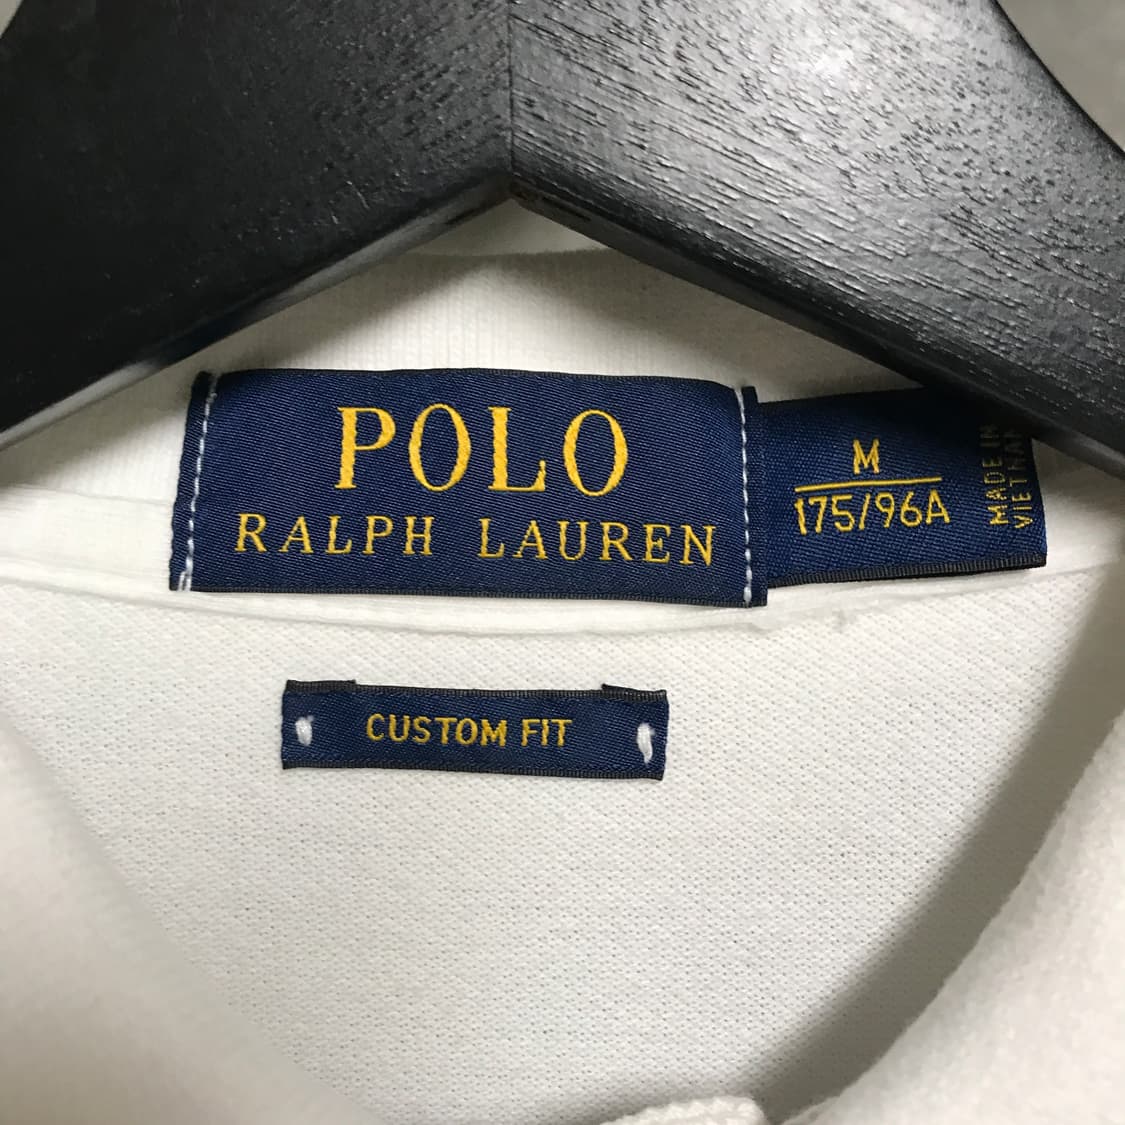 POLO
RALPH LAUREN
M
175/96A
MADE IN
VIETNAM
CUSTOM FIT